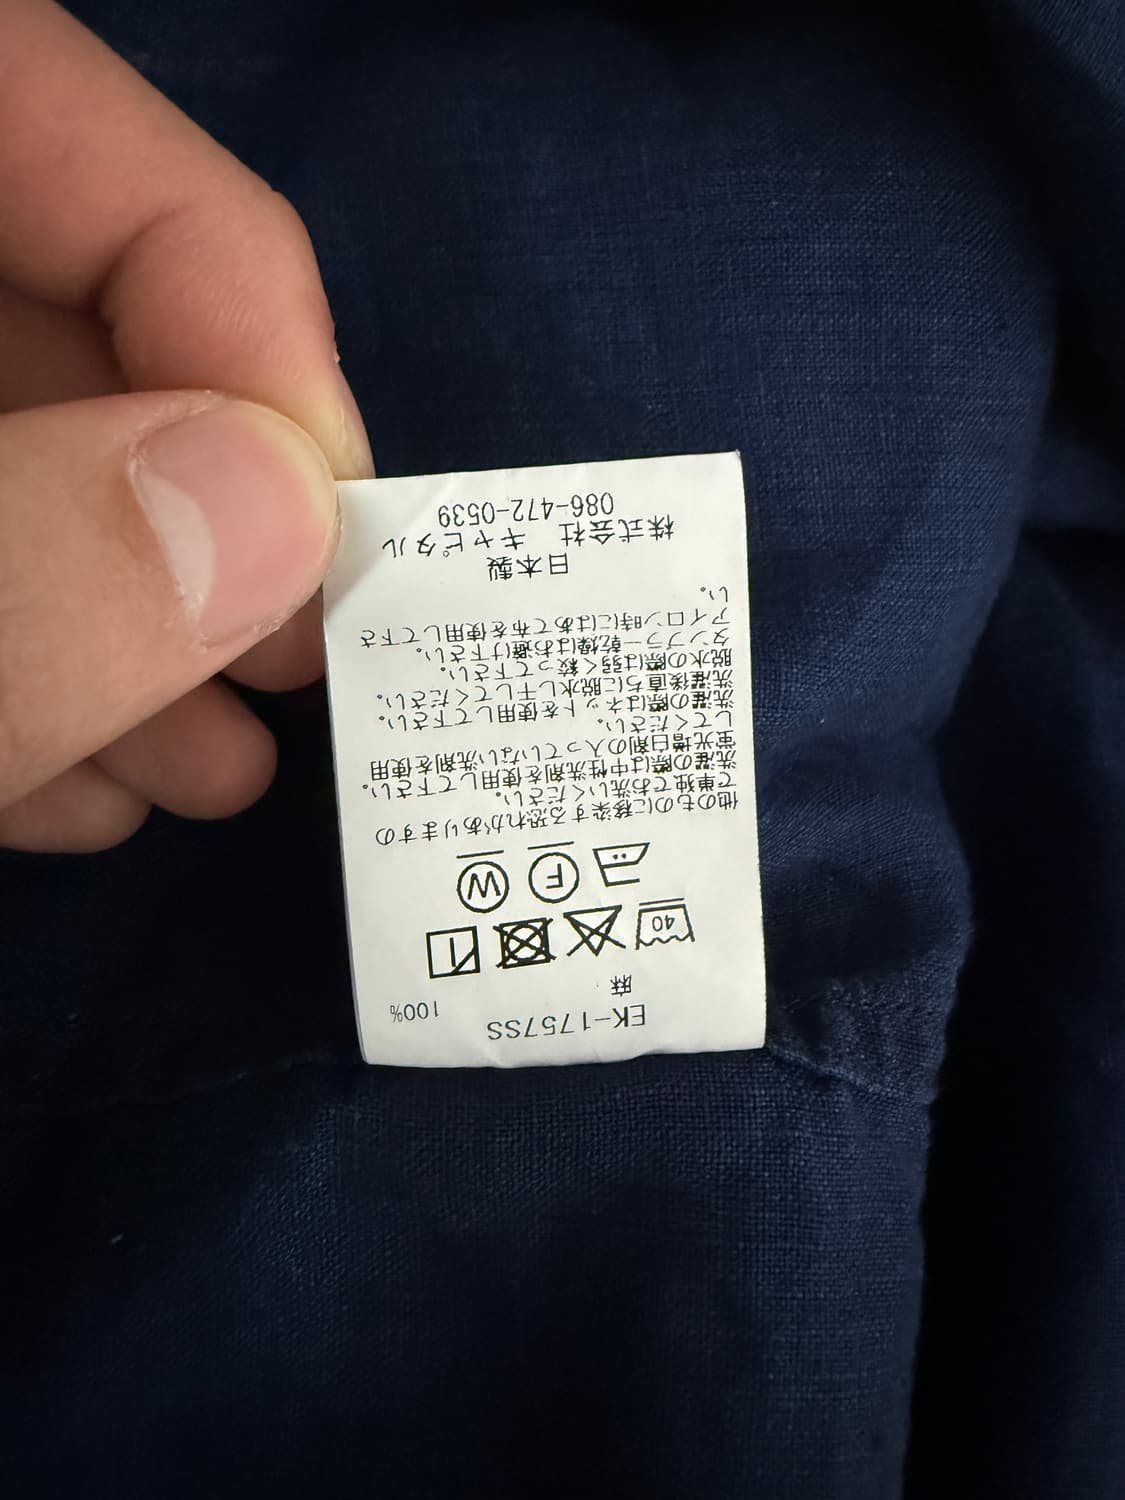 EK-1757SS
麻 100%
40
F W
他のものに移染する恐れがありますの
で単独でお洗いください。
洗濯の際は中性洗剤を使用して下さい。
蛍光増白剤の入っていない洗剤を使用
してください。
洗濯の際はネットを使用して下さい。
洗濯後直ちに脱水し干してください。
脱水の際は弱く絞って下さい。
タンブラー乾燥はお避け下さい。
アイロン時にはあて布を使用して下さ
い。
日本製
株式会社 キャピタル
086-472-0539